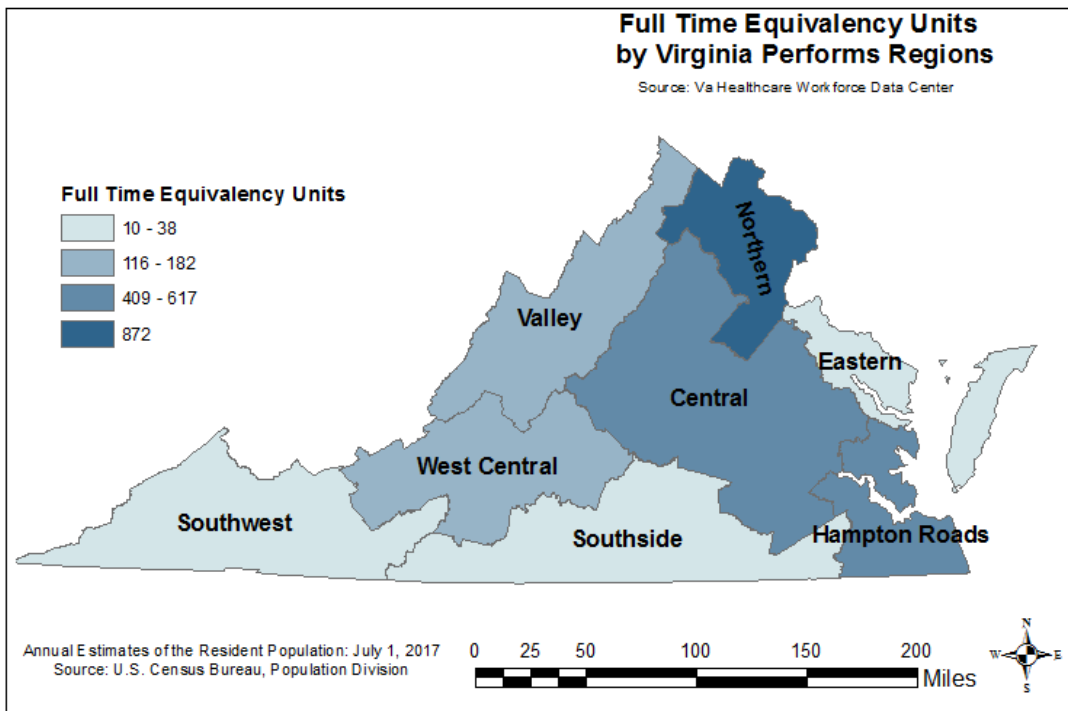 Full Time Equivalency Units
by Virginia Performs Regions
Source: Va Healthcare Workforce Data Center
Full Time Equivalency Units
10 - 38
116 - 182
409 - 617
872
Northern
Valley
Eastern
Central
West Central
Southwest
Southside
Hampton Roads
Annual Estimates of the Resident Population: July 1, 2017
Source: U.S. Census Bureau, Population Division
0 25 50 100 150 200
Miles
N
W E
S